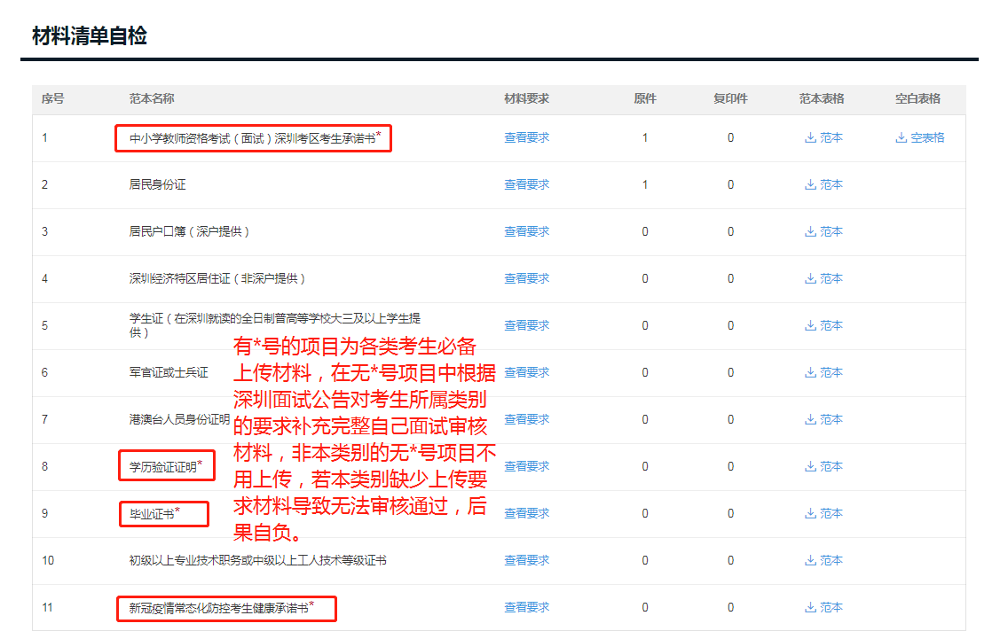 材料清单自检
序号 范本名称 材料要求 原件 复印件 范本表格 空白表格
1 中小学教师资格考试（面试）深圳考区考生承诺书* 查看要求 1 0 范本 空表格
2 居民身份证 查看要求 1 0 范本
3 居民户口簿（深户提供） 查看要求 0 0 范本
4 深圳经济特区居住证（非深户提供） 查看要求 0 0 范本
5 学生证（在深圳就读的全日制普高等学校大三及以上学生提
供） 查看要求 0 0 范本
6 军官证或士兵证 查看要求 0 0 范本
7 港澳台人员身份证明 查看要求 0 0 范本
8 学历验证证明* 查看要求 0 0 范本
9 毕业证书* 查看要求 0 0 范本
10 初级以上专业技术职务或中级以上工人技术等级证书 查看要求 0 0 范本
11 新冠疫情常态化防控考生健康承诺书* 查看要求 0 0 范本
有*号的项目为各类考生必备
上传材料，在无*号项目中根据
深圳面试公告对考生所属类别
的要求补充完整自己面试审核
材料，非本类别的无*号项目不
用上传，若本类别缺少上传要
求材料导致无法审核通过，后
果自负。